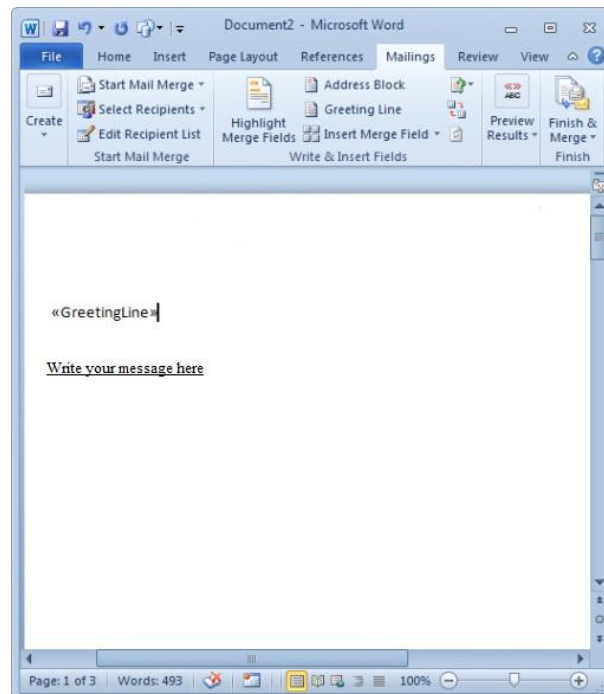 Document2 - Microsoft Word
File Home Insert Page Layout References Mailings Review View
Create
Start Mail Merge
Select Recipients
Edit Recipient List
Start Mail Merge
Highlight
Merge Fields
Address Block
Greeting Line
Insert Merge Field
Write & Insert Fields
ABC
Preview
Results
Finish &
Merge
Finish
«GreetingLine»
Write your message here
Page: 1 of 3 Words: 493 100%